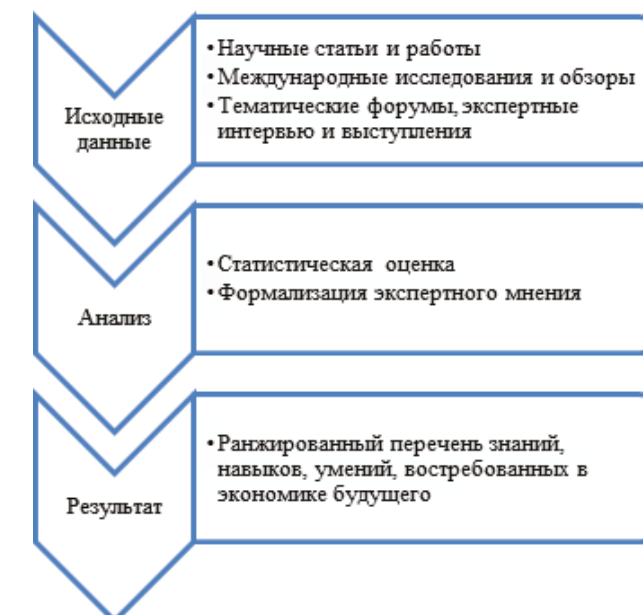 Исходные
данные
• Научные статьи и работы
• Международные исследования и обзоры
• Тематические форумы, экспертные
интервью и выступления
Анализ
• Статистическая оценка
• Формализация экспертного мнения
Результат
• Ранжированный перечень знаний,
навыков, умений, востребованных в
экономике будущего